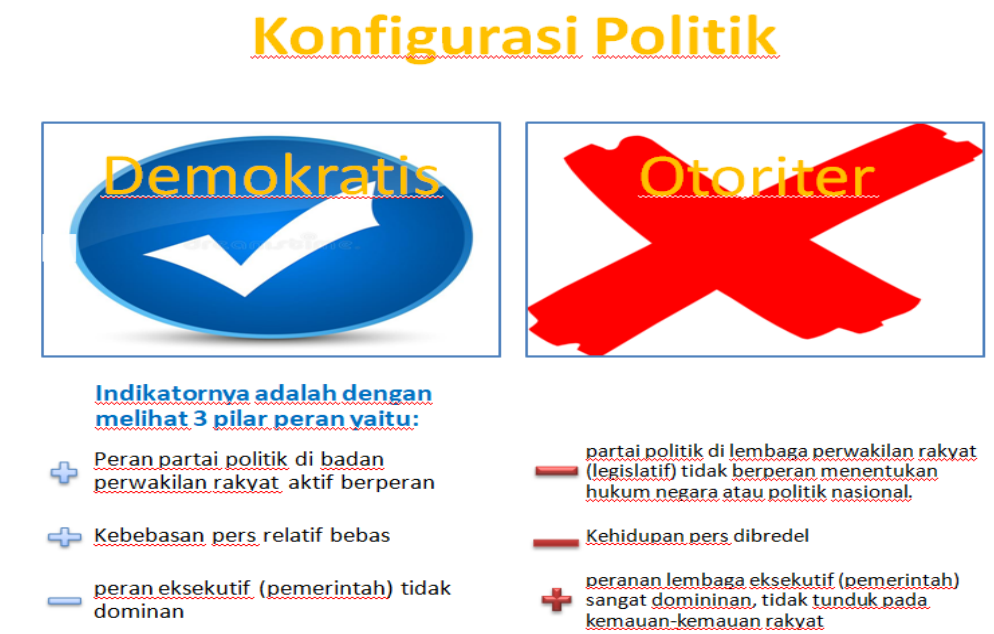 Konfigurasi Politik
Demokratis
Otoriter
Indikatornya adalah dengan
melihat 3 pilar peran yaitu:
Peran partai politik di badan
perwakilan rakyat aktif berperan
Kebebasan pers relatif bebas
peran eksekutif (pemerintah) tidak
dominan
partai politik di lembaga perwakilan rakyat
(legislatif) tidak berperan menentukan
hukum negara atau politik nasional.
Kehidupan pers dibredel
peranan lembaga eksekutif (pemerintah)
sangat domininan, tidak tunduk pada
kemauan-kemauan rakyat